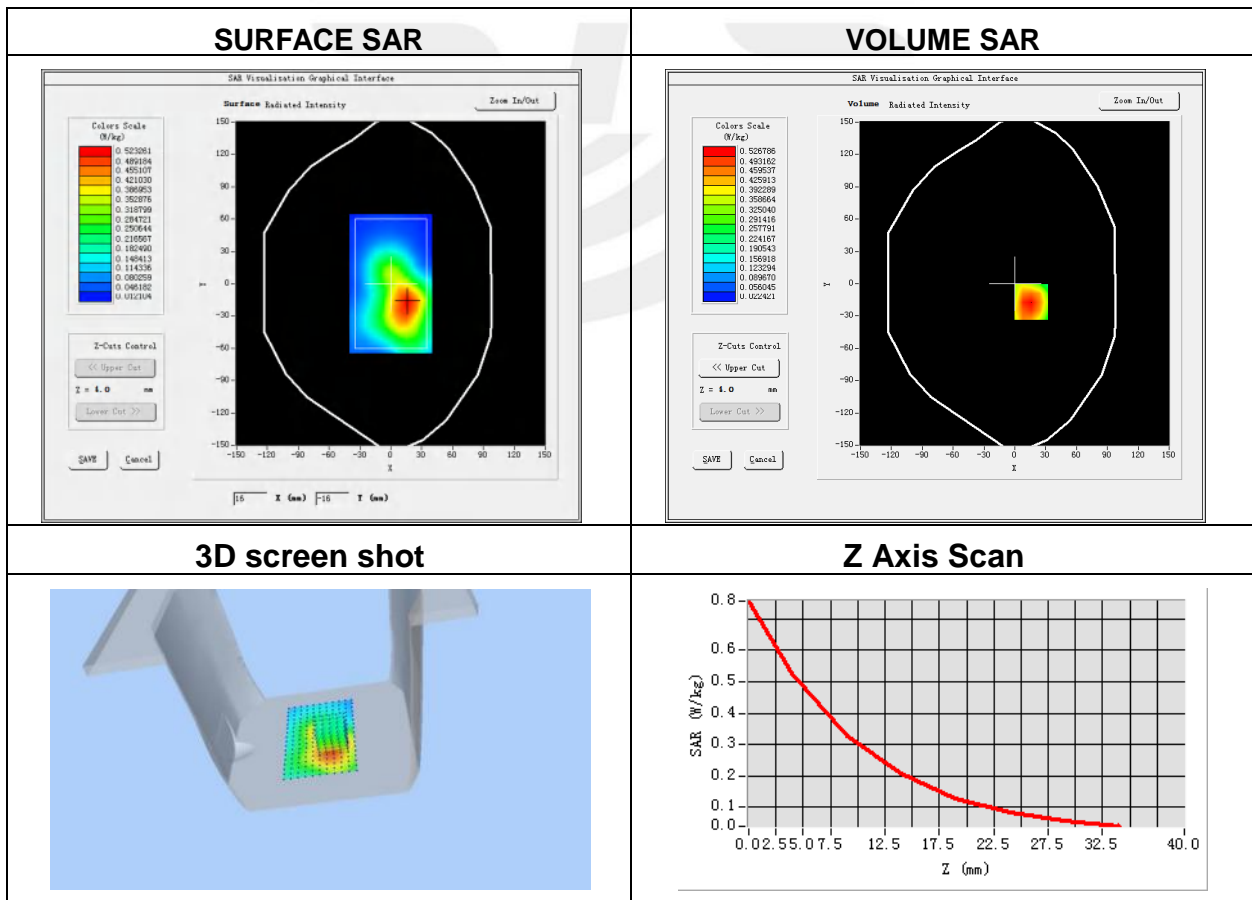 SURFACE SAR
SAR Visualisation Graphical Interface
Surface Radiated Intensity
Zoom In/Out
Colors Scale
(W/kg)
0.523261
0.489184
0.455107
0.421030
0.386953
0.352876
0.318799
0.284721
0.250644
0.216567
0.182490
0.148413
0.114336
0.080259
0.046182
0.012104
Z-Cuts Control
<< Upper Cut
Z = 4.0 mm
Lower Cut >>
SAVE Cancel
150
120
90
60
30
0
-30
-60
-90
-120
-150
Y
-150 -120 -90 -60 -30 0 30 60 90 120 150
X
16 X (mm) -16 Y (mm)
VOLUME SAR
SAR Visualisation Graphical Interface
Volume Radiated Intensity
Zoom In/Out
Colors Scale
(W/kg)
0.526786
0.493162
0.459537
0.425913
0.392289
0.358664
0.325040
0.291416
0.257791
0.224167
0.190543
0.156918
0.123294
0.089670
0.056045
0.022421
Z-Cuts Control
<< Upper Cut
Z = 4.0 mm
Lower Cut >>
SAVE Cancel
150
120
90
60
30
0
-30
-60
-90
-120
-150
Y
-150 -120 -90 -60 -30 0 30 60 90 120 150
X
3D screen shot
Z Axis Scan
0.8
0.6
0.5
0.4
0.3
0.2
0.1
0.0
SAR (W/kg)
0.0 2.5 5.0 7.5 12.5 17.5 22.5 27.5 32.5 40.0
Z (mm)